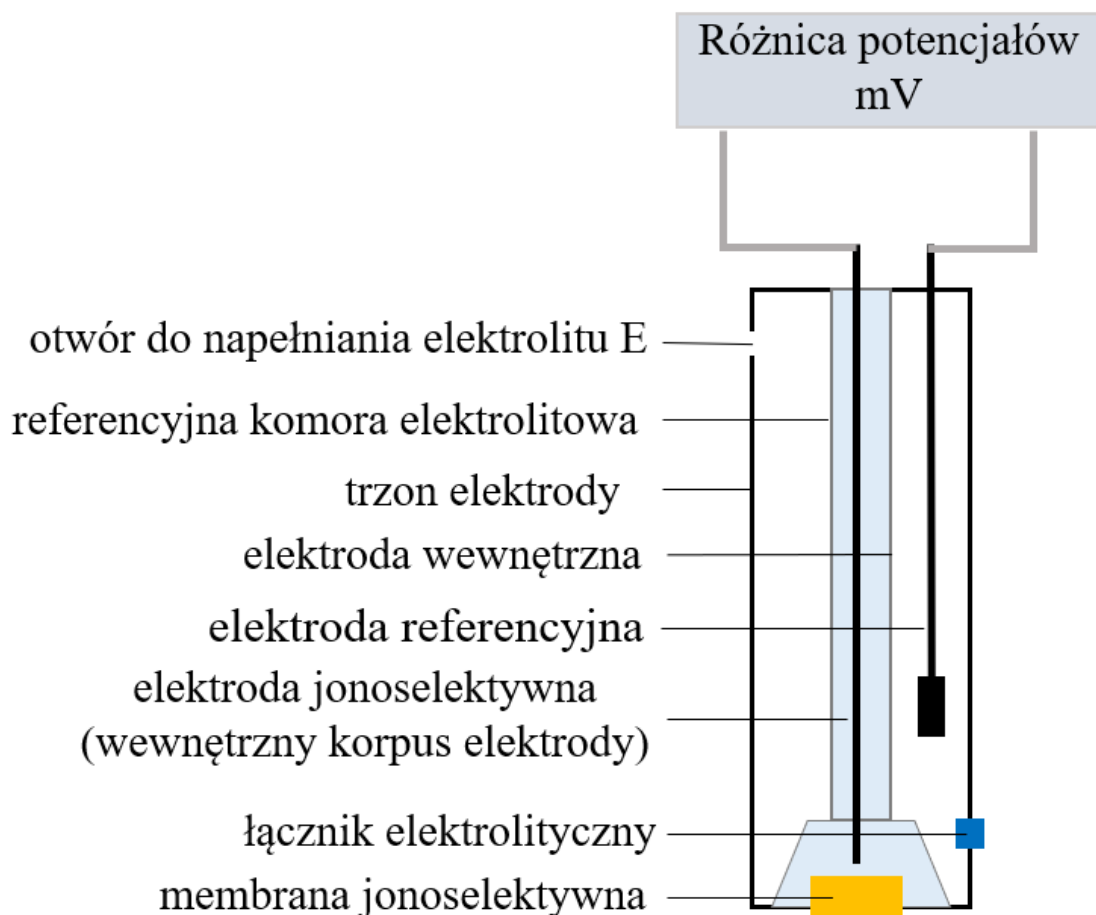 Różnica potencjałów
mV
otwór do napełniania elektrolitu E
referencyjna komora elektrolitowa
trzon elektrody
elektroda wewnętrzna
elektroda referencyjna
elektroda jonoselektywna
(wewnętrzny korpus elektrody)
łącznik elektrolityczny
membrana jonoselektywna